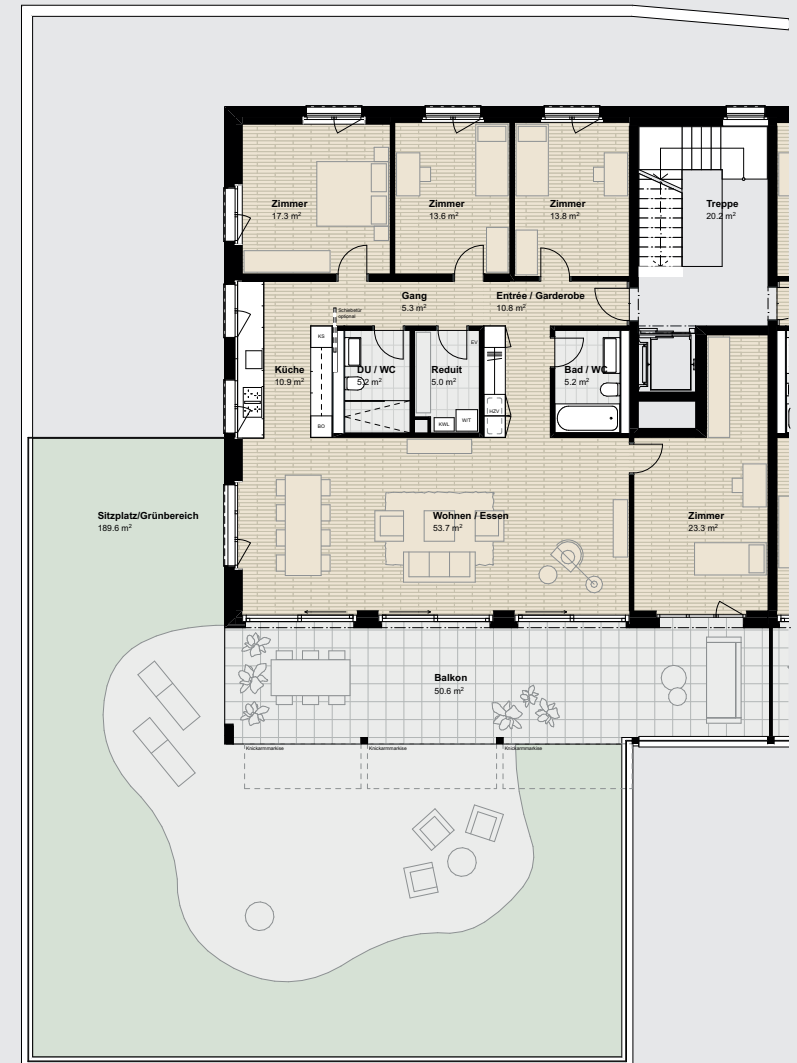 Zimmer
17.3 m²
Zimmer
13.6 m²
Zimmer
13.8 m²
Treppe
20.2 m²
Gang
5.3 m²
Entrée / Garderobe
10.8 m²
Schiebetür
optional
KS
EV
Küche
10.9 m²
DU / WC
5.2 m²
Reduit
5.0 m²
Bad / WC
5.2 m²
HZV
BO
KWL
W/T
Sitzplatz/Grünbereich
189.6 m²
Wohnen / Essen
53.7 m²
Zimmer
23.3 m²
Balkon
50.6 m²
Knickarmmarkise
Knickarmmarkise
Knickarmmarkise